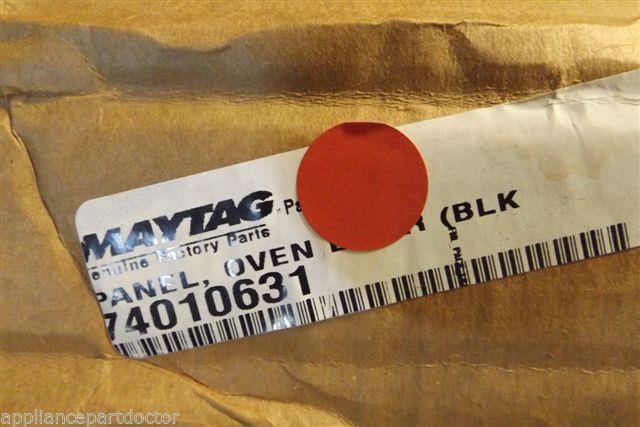 MAYTAG
Genuine Factory Parts
PANEL, OVEN (BLK
74010631
appliancepartdoctor